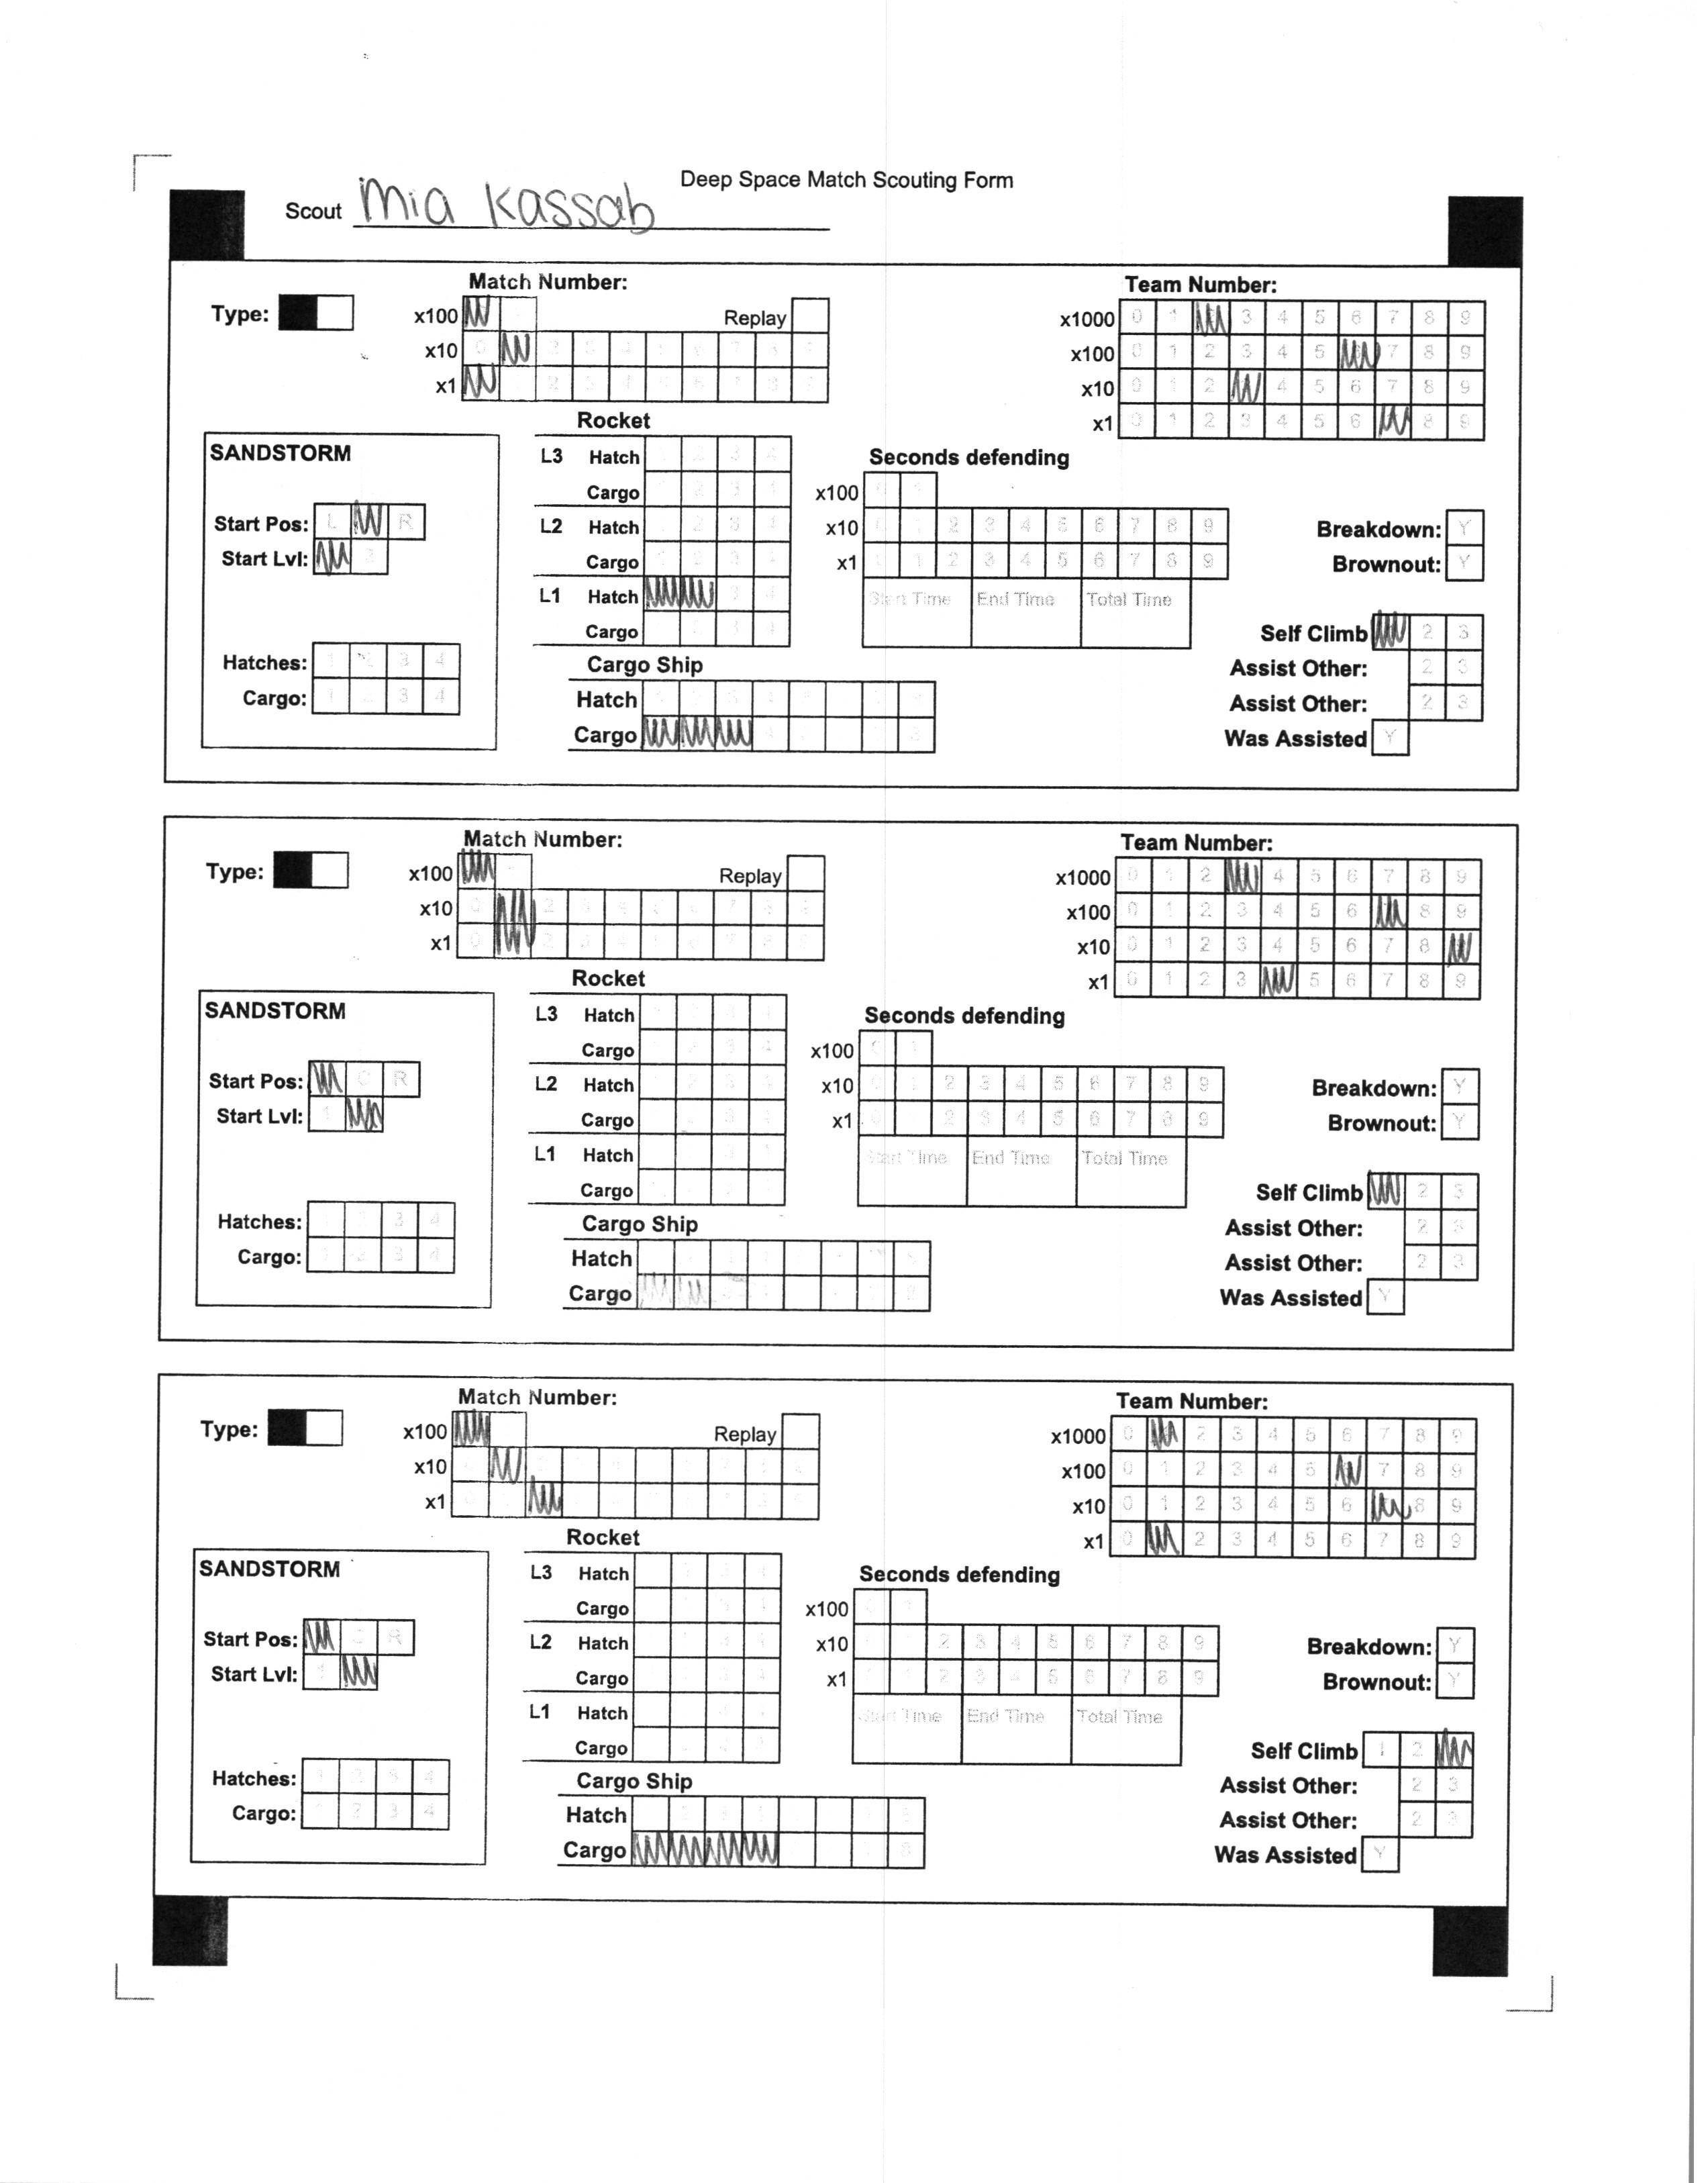 Deep Space Match Scouting Form
Scout Mia Kassab
Match Number: Team Number:
Type: x100 Replay x1000 0 1 3 4 5 6 7 8 9
x10 0 2 3 4 5 6 7 8 x100 0 1 2 3 4 5 7 8 9
x1 2 3 4 5 6 7 8 x10 0 1 2 4 5 6 7 8 9
Rocket x1 0 1 2 3 4 5 6 8 9
SANDSTORM L3 Hatch Seconds defending
Cargo x100
Start Pos: L R L2 Hatch x10 1 2 3 4 5 6 7 8 9 Breakdown: Y
Start Lvl: 2 Cargo x1 1 2 3 4 5 6 7 8 9 Brownout: Y
L1 Hatch 3 4 Start Time End Time Total Time
Cargo Self Climb 2 3
Hatches: 1 2 3 4 Cargo Ship Assist Other: 2 3
Cargo: 1 2 3 4 Hatch Assist Other: 2 3
Cargo Was Assisted Y
Match Number: Team Number:
Type: x100 Replay x1000 0 1 2 4 5 6 7 8 9
x10 0 2 3 4 5 6 7 8 x100 0 1 2 3 4 5 6 8 9
x1 0 2 3 4 5 6 7 8 x10 0 1 2 3 4 5 6 7 8
Rocket x1 0 1 2 3 5 6 7 8 9
SANDSTORM L3 Hatch Seconds defending
Cargo x100
Start Pos: C R L2 Hatch x10 1 2 3 4 5 6 7 8 9 Breakdown: Y
Start Lvl: 1 Cargo x1 0 2 3 4 5 6 7 8 9 Brownout: Y
L1 Hatch Start Time End Time Total Time
Cargo Self Climb 2 3
Hatches: 3 4 Cargo Ship Assist Other: 2 3
Cargo: 1 2 3 4 Hatch Assist Other: 2 3
Cargo Was Assisted Y
Match Number: Team Number:
Type: x100 Replay x1000 0 2 3 4 5 6 7 8 9
x10 x100 0 1 2 3 4 5 7 8 9
x1 x10 0 1 2 3 4 5 6 8 9
Rocket x1 0 2 3 4 5 6 7 8 9
SANDSTORM L3 Hatch Seconds defending
Cargo x100
Start Pos: C R L2 Hatch x10 2 3 4 5 6 7 8 9 Breakdown: Y
Start Lvl: 1 Cargo x1 2 3 4 5 6 7 8 9 Brownout: Y
L1 Hatch Start Time End Time Total Time
Cargo Self Climb 1 2
Hatches: 1 2 3 4 Cargo Ship Assist Other: 2 3
Cargo: 1 2 3 4 Hatch Assist Other: 2 3
Cargo Was Assisted Y